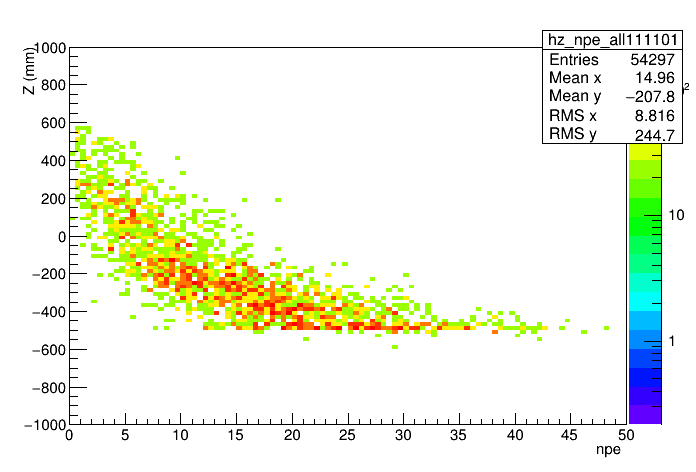 hz_npe_all111101
Entries 54297
Mean x 14.96
Mean y −207.8
RMS x 8.816
RMS y 244.7
Z (mm)
1000
800
600
400
200
0
−200
−400
−600
−800
−1000
0 5 10 15 20 25 30 35 40 45 50
npe
10
1